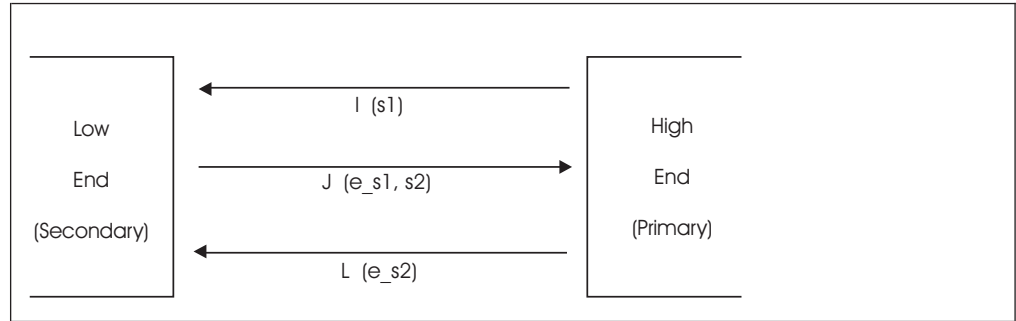 Low
End
(Secondary)
I (s1)
J (e_s1, s2)
L (e_s2)
High
End
(Primary)